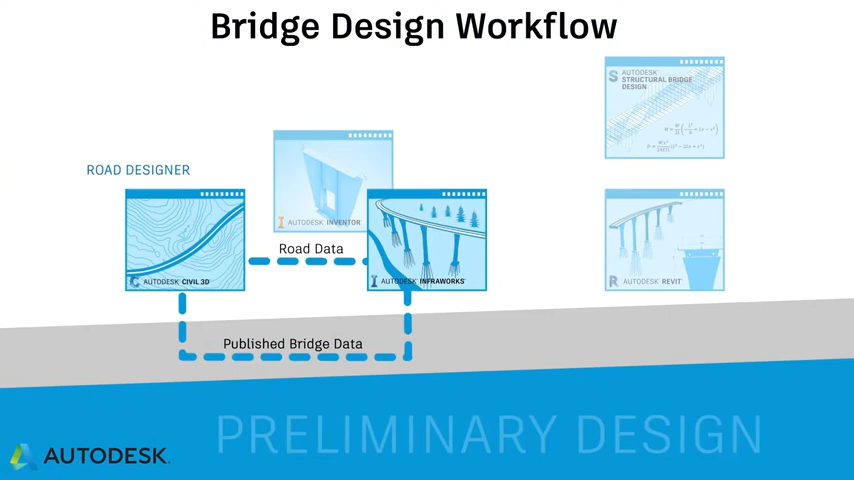 Bridge Design Workflow
AUTODESK
STRUCTURAL BRIDGE
DESIGN
ROAD DESIGNER
AUTODESK INVENTOR
Road Data
AUTODESK CIVIL 3D
AUTODESK INFRAWORKS
AUTODESK REVIT
Published Bridge Data
PRELIMINARY DESIGN
AUTODESK